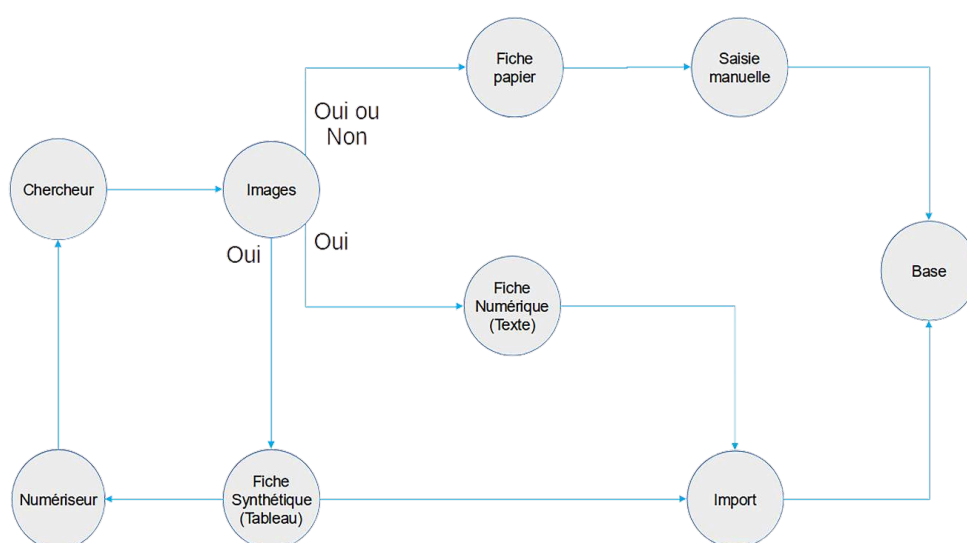 Fiche
papier
Saisie
manuelle
Oui ou
Non
Chercheur
Images
Oui
Oui
Base
Fiche
Numérique
(Texte)
Numériseur
Fiche
Synthétique
(Tableau)
Import